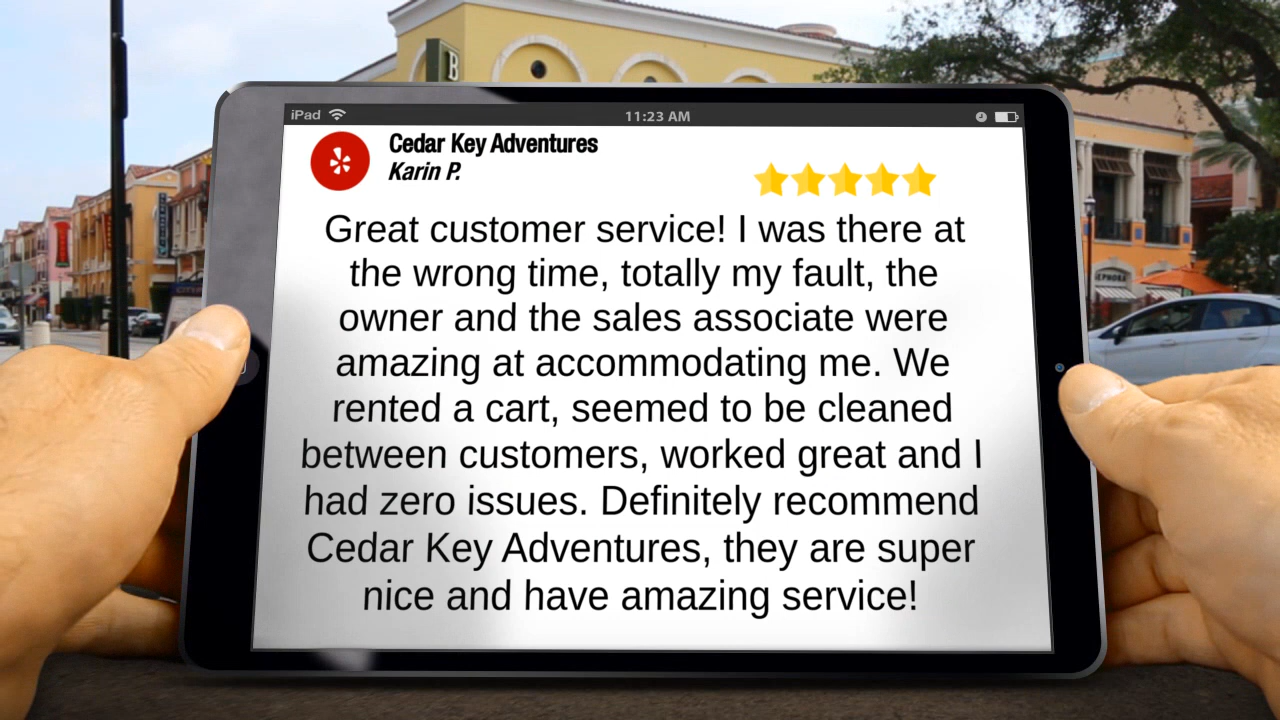 iPad
11:23 AM
Cedar Key Adventures
Karin P.
Great customer service! I was there at
the wrong time, totally my fault, the
owner and the sales associate were
amazing at accommodating me. We
rented a cart, seemed to be cleaned
between customers, worked great and I
had zero issues. Definitely recommend
Cedar Key Adventures, they are super
nice and have amazing service!
B
SEPHORA